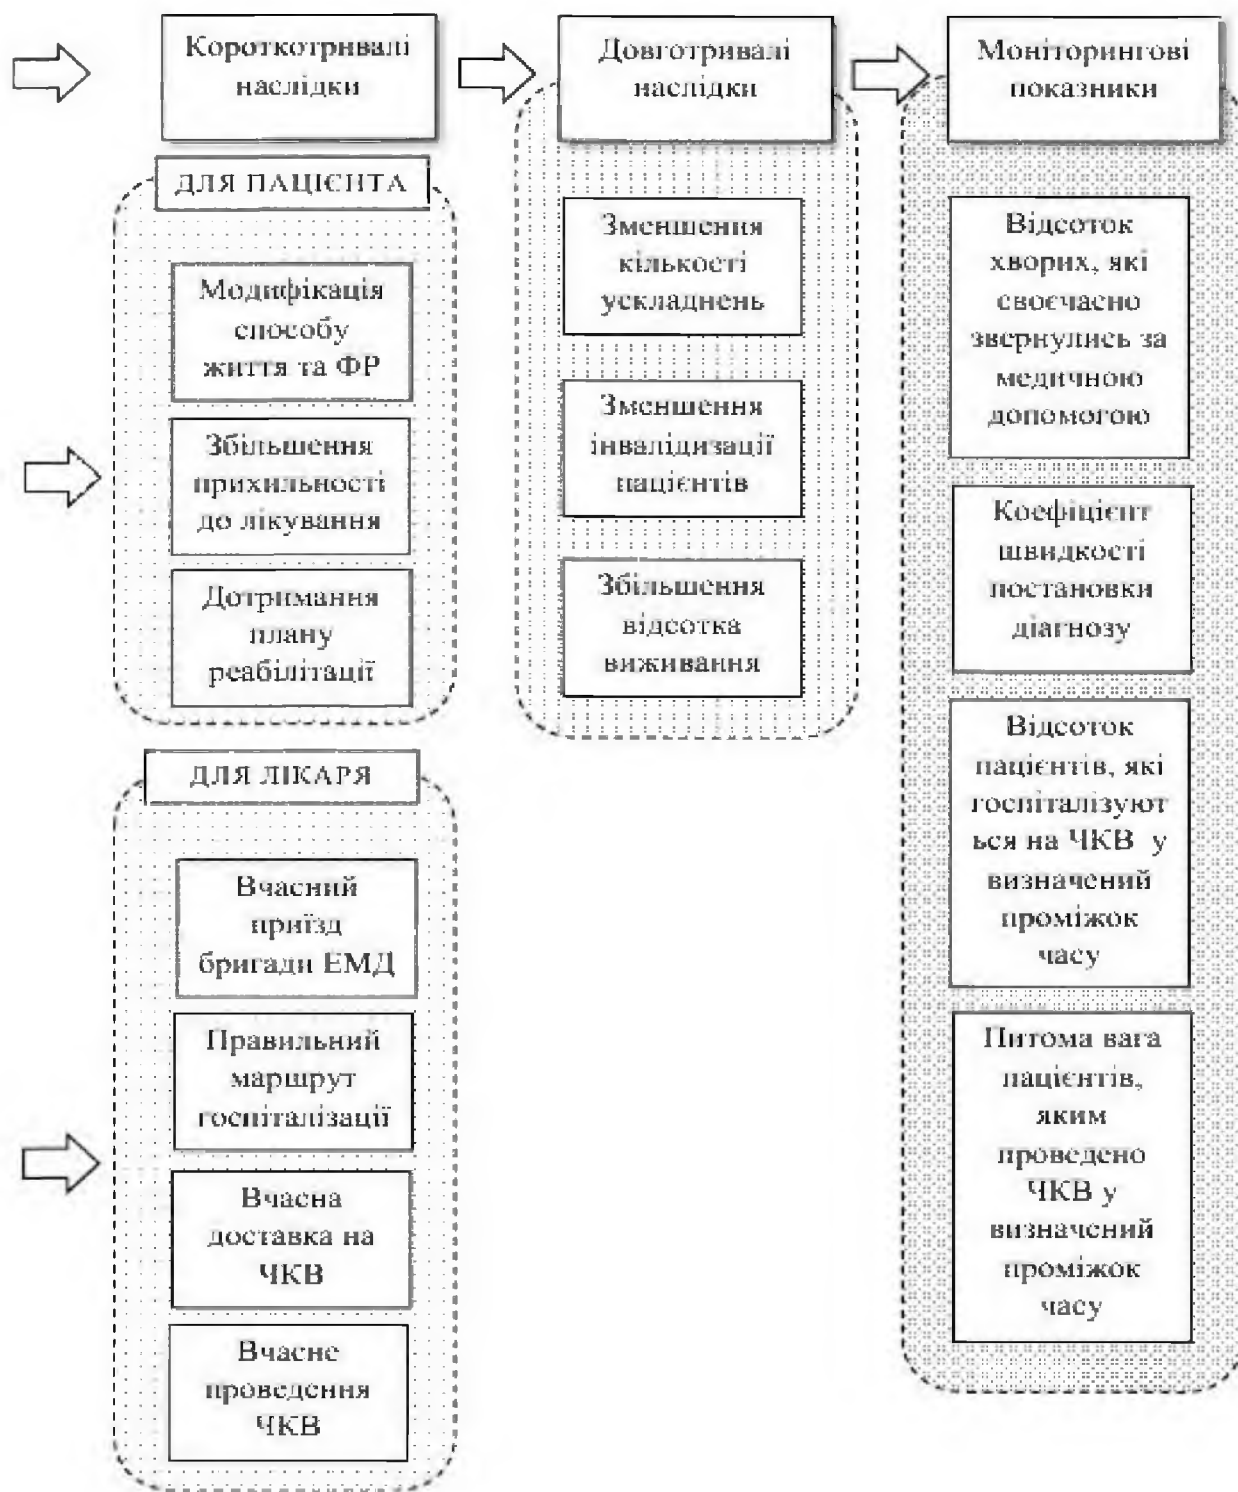 Короткотривалі
наслідки
ДЛЯ ПАЦІЄНТА
Модифікація
способу
життя та ФР
Збільшення
прихильності
до лікування
Дотримання
плану
реабілітації
ДЛЯ ЛІКАРЯ
Вчасний
приїзд
бригади ЕМД
Правильний
маршрут
госпіталізації
Вчасна
доставка на
ЧКВ
Вчасне
проведення
ЧКВ
Довготривалі
наслідки
Зменшення
кількості
ускладнень
Зменшення
інвалідизації
пацієнтів
Збільшення
відсотка
виживання
Моніторингові
показники
Відсоток
хворих, які
своєчасно
звернулись за
медичною
допомогою
Коефіцієнт
швидкості
постановки
діагнозу
Відсоток
пацієнтів, які
госпіталізуют
ься на ЧКВ у
визначений
проміжок
часу
Питома вага
пацієнтів,
яким
проведено
ЧКВ у
визначений
проміжок
часу